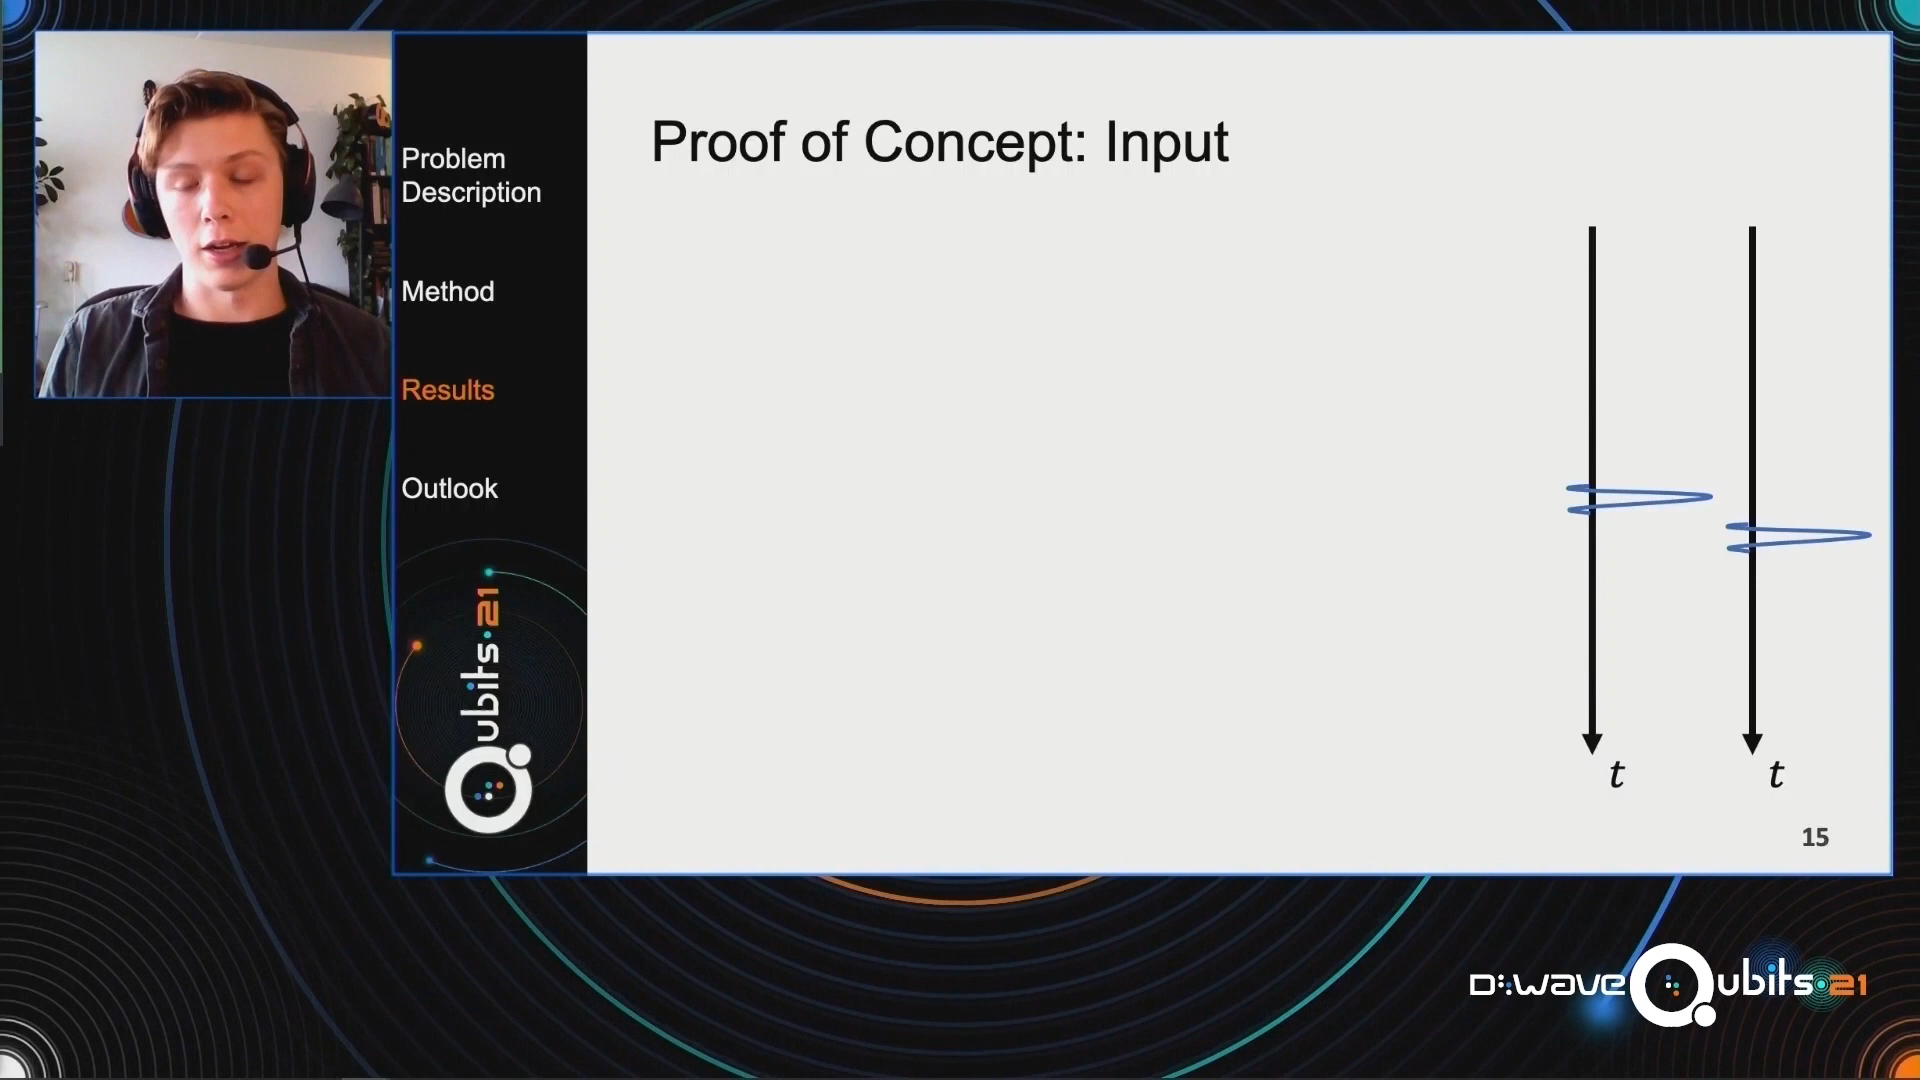 Problem
Description
Method
Results
Outlook
Qubits 21
Proof of Concept: Input
t
t
15
D:wave Qubits 21